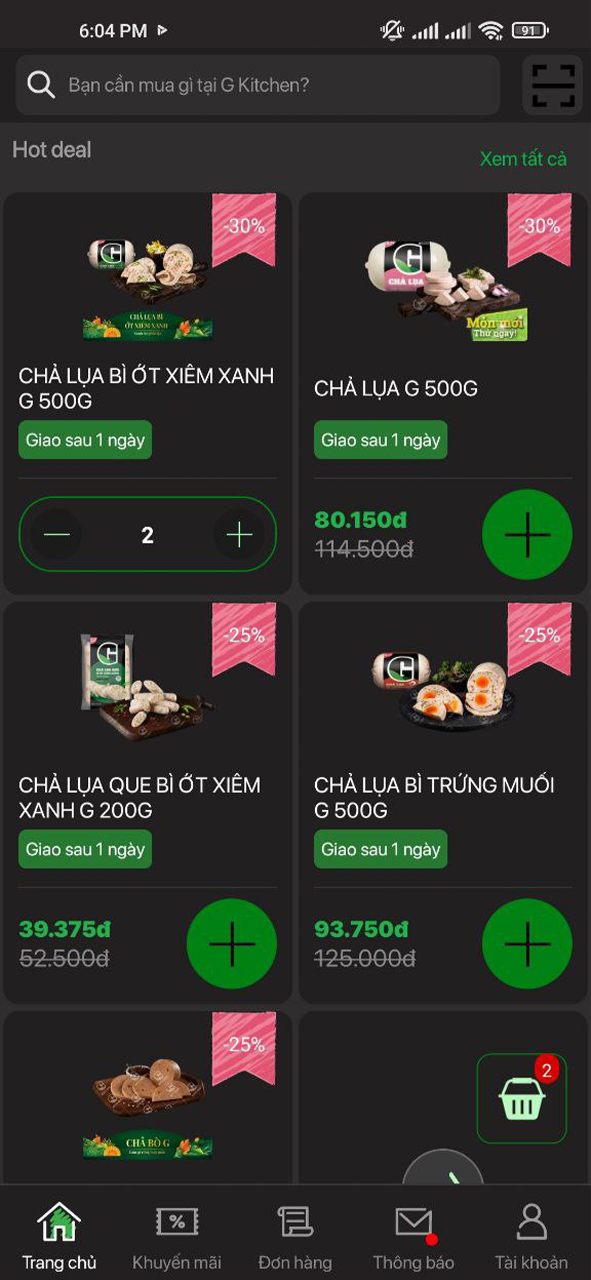 6:04 PM
91
Bạn cần mua gì tại G Kitchen?
Hot deal
Xem tất cả
-30%
G
CHẢ LỤA BÌ
ỚT XIÊM XANH
CHẢ LỤA BÌ ỚT XIÊM XANH
G 500G
Giao sau 1 ngày
2
-30%
G
CHẢ LỤA
Món mới
Thử ngay!
CHẢ LỤA G 500G
Giao sau 1 ngày
80.150đ
114.500đ
-25%
G
CHẢ LỤA QUE BÌ ỚT XIÊM
XANH G 200G
Giao sau 1 ngày
39.375đ
52.500đ
-25%
G
CHẢ LỤA BÌ TRỨNG MUỐI
G 500G
Giao sau 1 ngày
93.750đ
125.000đ
-25%
CHẢ BÒ G
2
Trang chủ
Khuyến mãi
Đơn hàng
Thông báo
Tài khoản